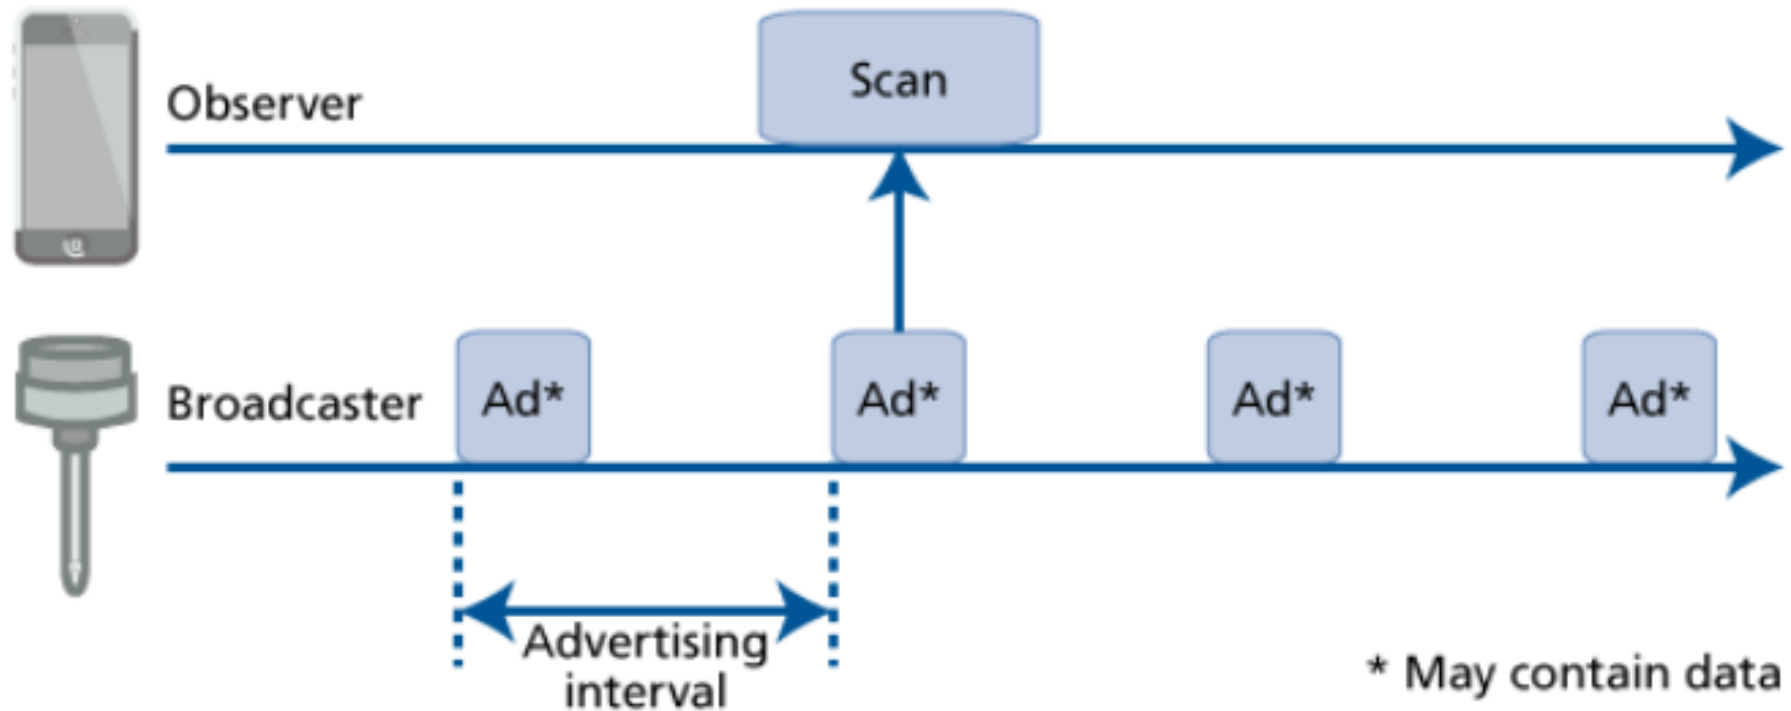 Scan
Observer
Ad* Ad* Ad* Ad*
Broadcaster
Advertising
interval
* May contain data